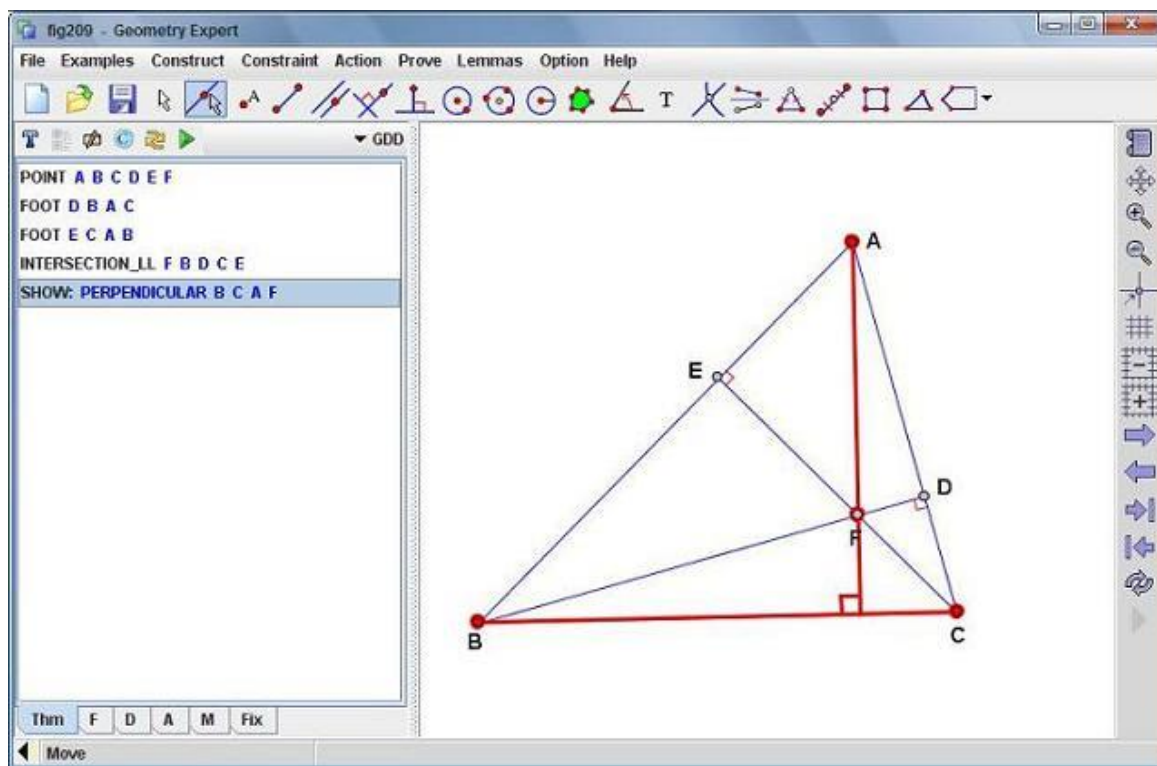 fig209 - Geometry Expert
File Examples Construct Constraint Action Prove Lemmas Option Help
A T
T GDD
POINT A B C D E F
FOOT D B A C
FOOT E C A B
INTERSECTION_LL F B D C E
SHOW: PERPENDICULAR B C A F
A
E
D
F
B
C
Thm F D A M Fix
Move